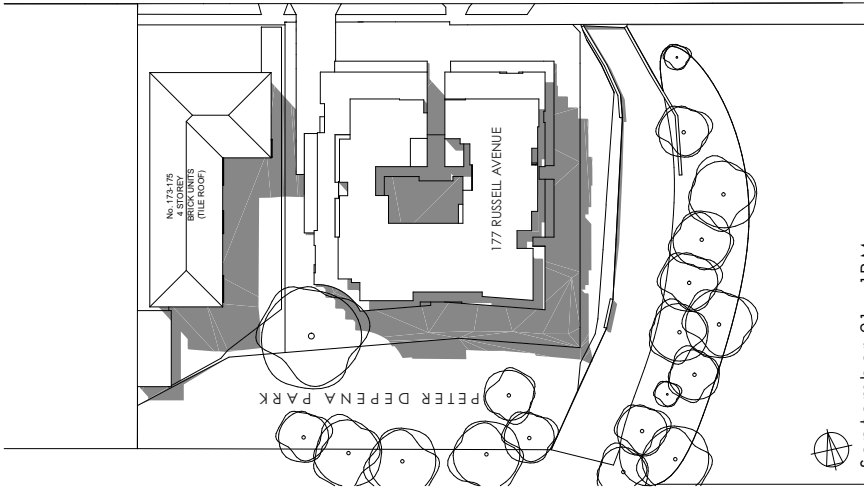 No. 173-175
4 STOREY
BRICK UNITS
(TILE ROOF)
177 RUSSELL AVENUE
PETER DEPENA PARK